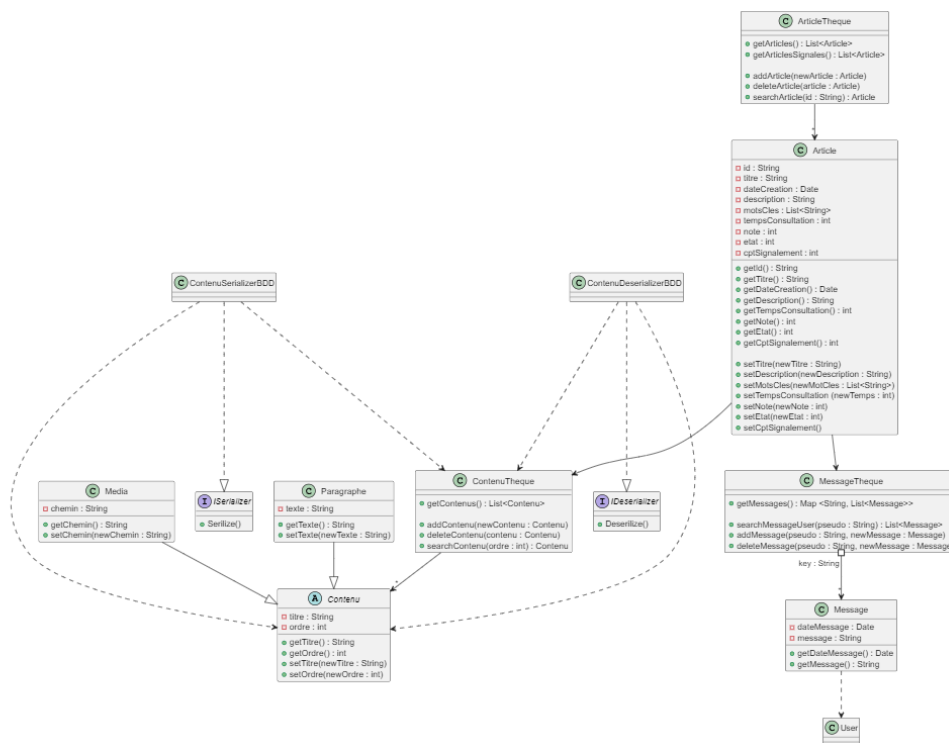 C ArticleTheque
getArticles() : List<Article>
getArticlesSignales() : List<Article>
addArticle(newArticle : Article)
deleteArticle(article : Article)
searchArticle(id : String) : Article
C Article
id : String
titre : String
dateCreation : Date
description : String
motsCles : List<String>
tempsConsultation : int
note : int
etat : int
cptSignalement : int
getId() : String
getTitre() : String
getDateCreation() : Date
getDescription() : String
getTempsConsultation() : int
getNote() : int
getEtat() : int
getCptSignalement() : int
setTitre(newTitre : String)
setDescription(newDescription : String)
setMotsCles(newMotCles : List<String>)
setTempsConsultation (newTemps : int)
setNote(newNote : int)
setEtat(newEtat : int)
setCptSignalement()
C ContenuSerializerBDD
C ContenuDeserializerBDD
C Media
chemin : String
getChemin() : String
setChemin(newChemin : String)
I ISerializer
Serilize()
C Paragraphe
texte : String
getTexte() : String
setTexte(newTexte : String)
C ContenuTheque
getContenus() : List<Contenu>
addContenu(newContenu : Contenu)
deleteContenu(contenu : Contenu)
searchContenu(ordre : int) : Contenu
I IDeserializer
Deserilize()
C MessageTheque
getMessages() : Map <String, List<Message>>
searchMessageUser(pseudo : String) : List<Message>
addMessage(pseudo : String, newMessage : Message)
deleteMessage(pseudo : String, newMessage : Message
key : String
A Contenu
titre : String
ordre : int
getTitre() : String
getOrdre() : int
setTitre(newTitre : String)
setOrdre(newOrdre : int)
C Message
dateMessage : Date
message : String
getDateMessage() : Date
getMessage() : String
C User